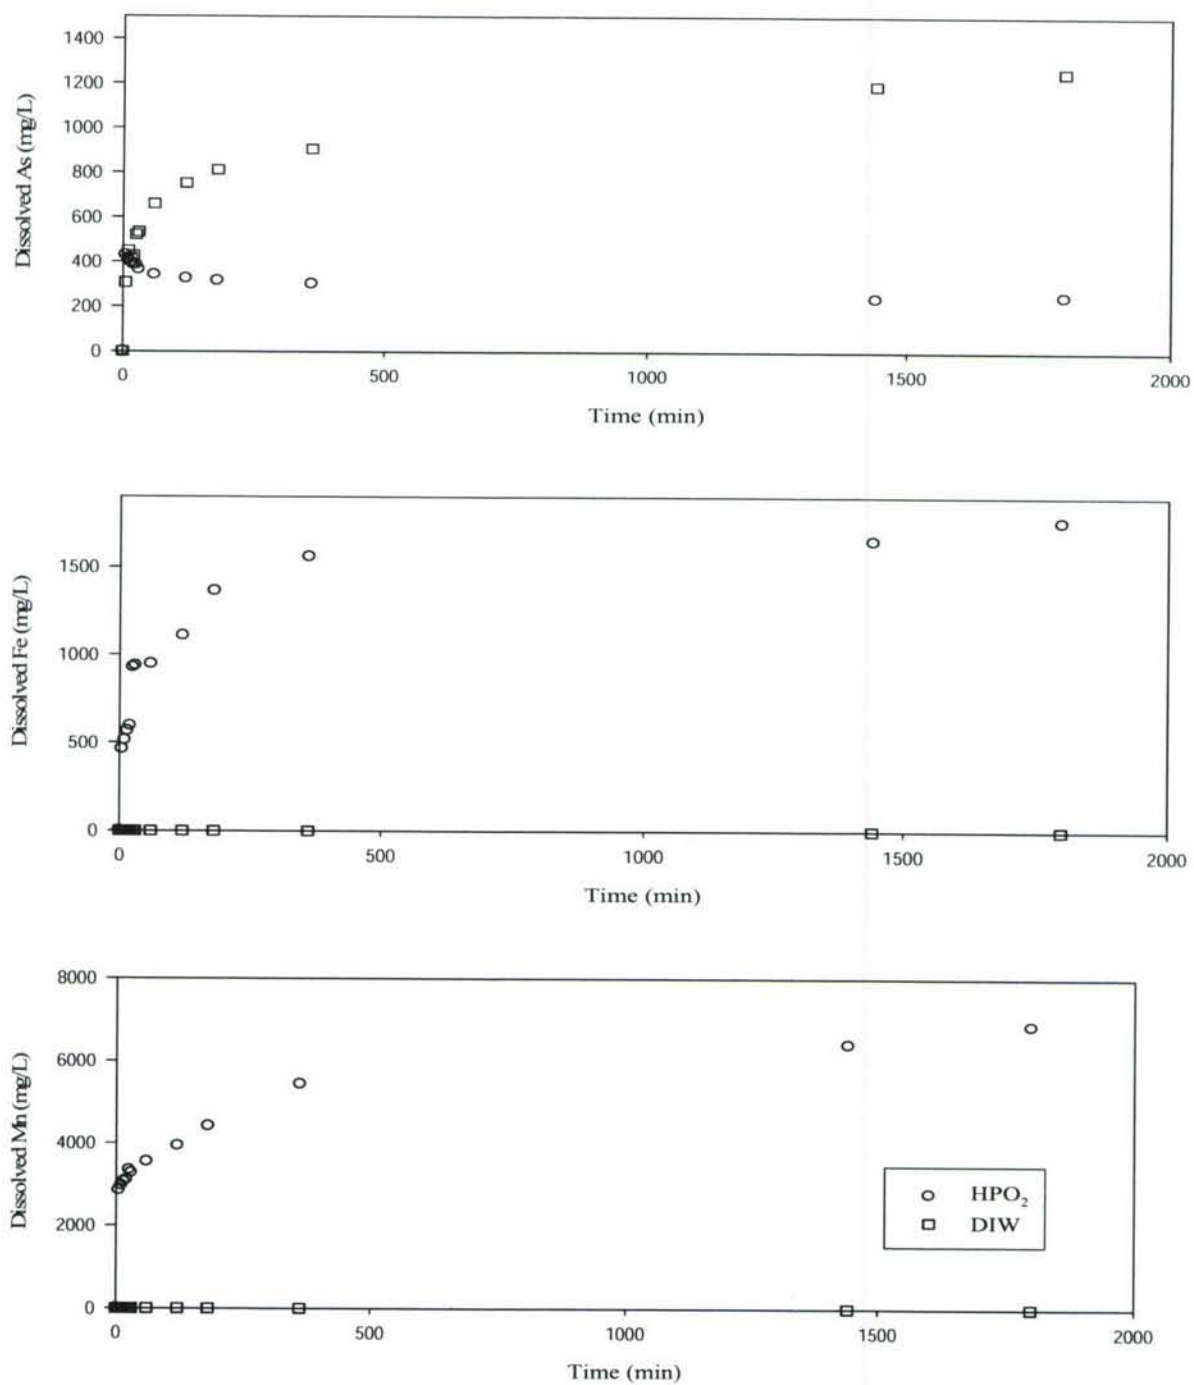 Dissolved As (mg/L)
1400
1200
1000
800
600
400
200
0
0 500 1000 1500 2000
Time (min)
Dissolved Fe (mg/L)
1500
1000
500
0
0 500 1000 1500 2000
Time (min)
Dissolved Mn (mg/L)
8000
6000
4000
2000
0
0 500 1000 1500 2000
Time (min)
HPO₂
DIW